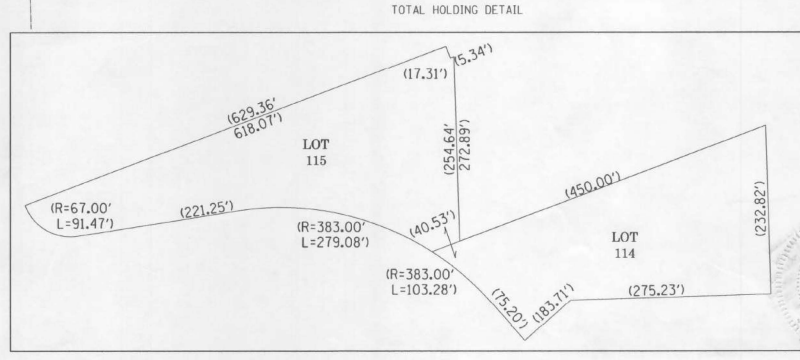 TOTAL HOLDING DETAIL
(5.34')
(17.31')
(629.36'
618.07')
LOT
115
(254.64'
272.89')
(450.00')
(232.82')
(R=67.00'
L=91.47')
(221.25')
(R=383.00'
L=279.08')
(40.53')
LOT
114
(R=383.00'
L=103.28')
(75.20')
(183.71')
(275.23')